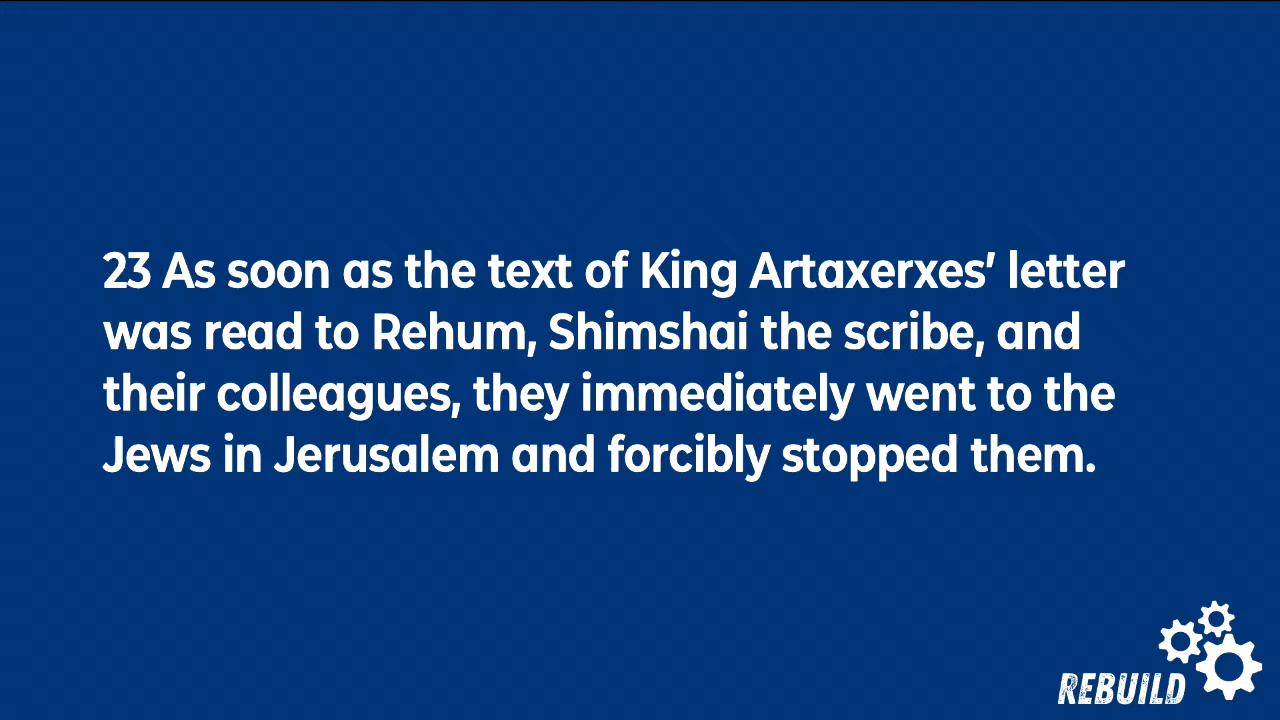 23 As soon as the text of King Artaxerxes’ letter
was read to Rehum, Shimshai the scribe, and
their colleagues, they immediately went to the
Jews in Jerusalem and forcibly stopped them.
REBUILD